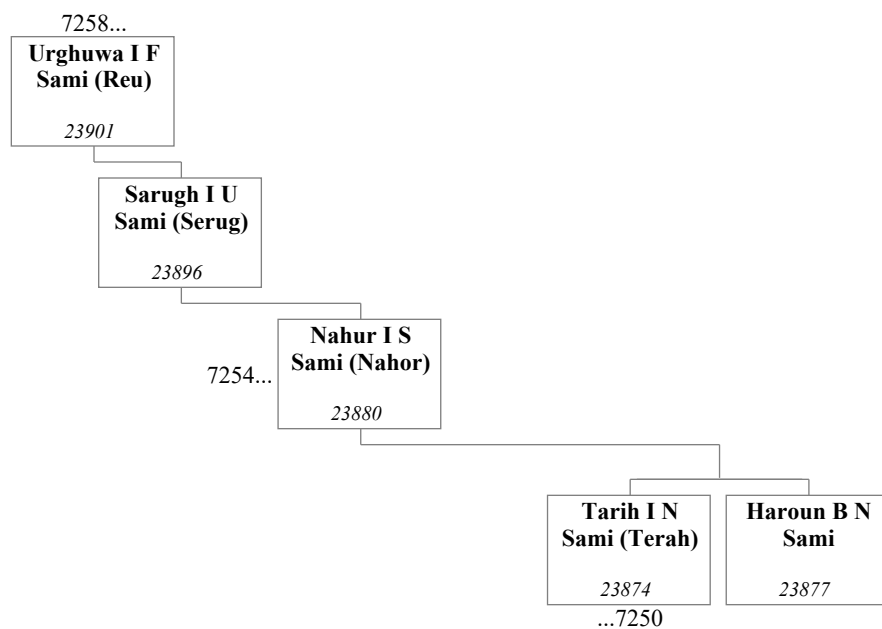 7258...
Urghuwa I F
Sami (Reu)
23901
Sarugh I U
Sami (Serug)
23896
Nahur I S
Sami (Nahor)
7254...
23880
Tarih I N
Sami (Terah)
23874
Haroun B N
Sami
23877
...7250